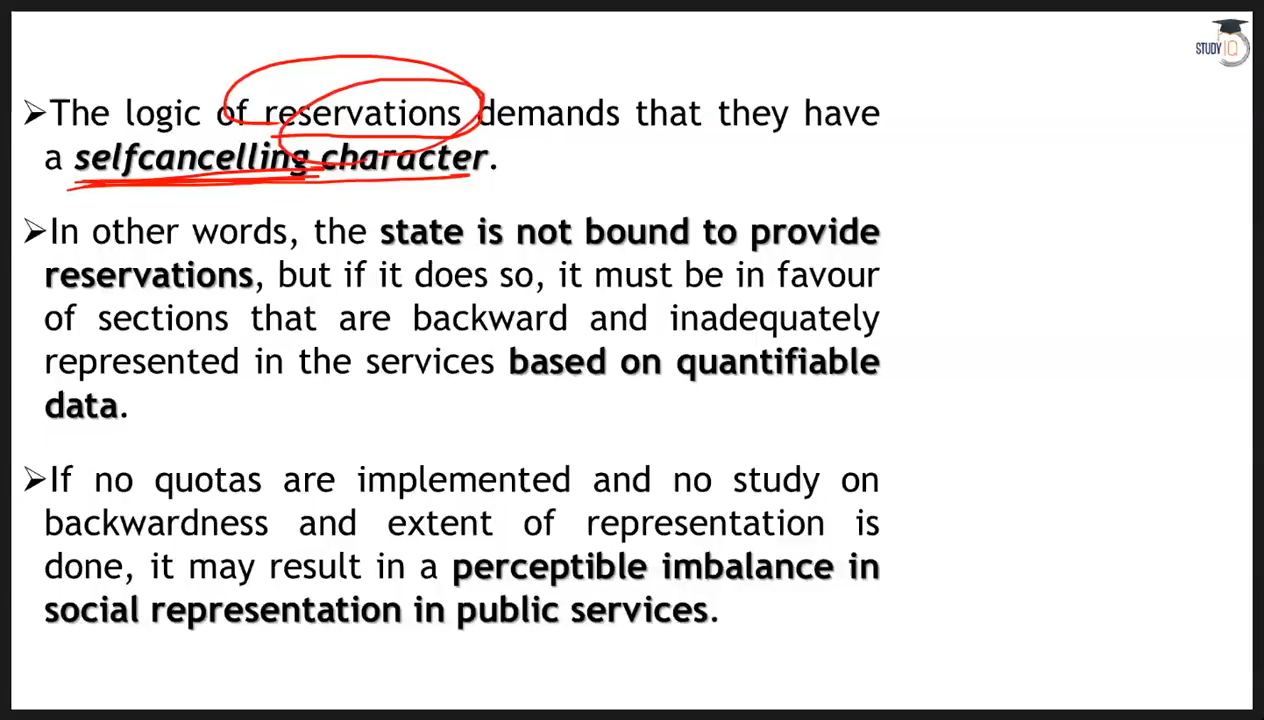 STUDY IQ
➢The logic of reservations demands that they have
a selfcancelling character.
➢In other words, the state is not bound to provide
reservations, but if it does so, it must be in favour
of sections that are backward and inadequately
represented in the services based on quantifiable
data.
➢If no quotas are implemented and no study on
backwardness and extent of representation is
done, it may result in a perceptible imbalance in
social representation in public services.